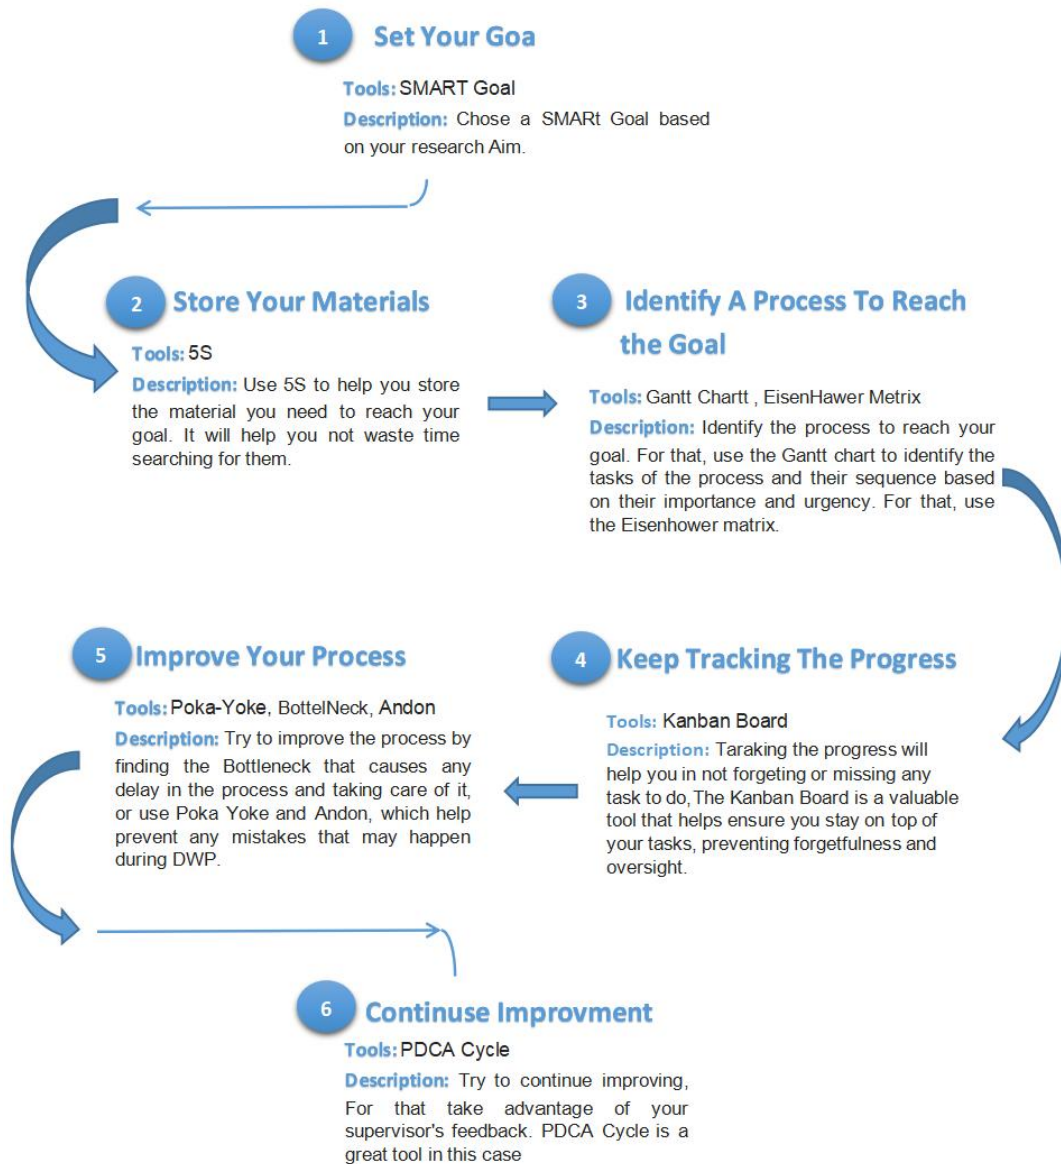 1
Set Your Goa
Tools: SMART Goal
Description: Chose a SMARt Goal based
on your research Aim.
2
Store Your Materials
Tools: 5S
Description: Use 5S to help you store
the material you need to reach your
goal. It will help you not waste time
searching for them.
3
Identify A Process To Reach
the Goal
Tools: Gantt Chartt , EisenHawer Metrix
Description: Identify the process to reach your
goal. For that, use the Gantt chart to identify the
tasks of the process and their sequence based
on their importance and urgency. For that, use
the Eisenhower matrix.
4
Keep Tracking The Progress
Tools: Kanban Board
Description: Taraking the progress will
help you in not forgeting or missing any
task to do,The Kanban Board is a valuable
tool that helps ensure you stay on top of
your tasks, preventing forgetfulness and
oversight.
5
Improve Your Process
Tools: Poka-Yoke, BottelNeck, Andon
Description: Try to improve the process by
finding the Bottleneck that causes any
delay in the process and taking care of it,
or use Poka Yoke and Andon, which help
prevent any mistakes that may happen
during DWP.
6
Continuse Improvment
Tools: PDCA Cycle
Description: Try to continue improving,
For that take advantage of your
supervisor's feedback. PDCA Cycle is a
great tool in this case